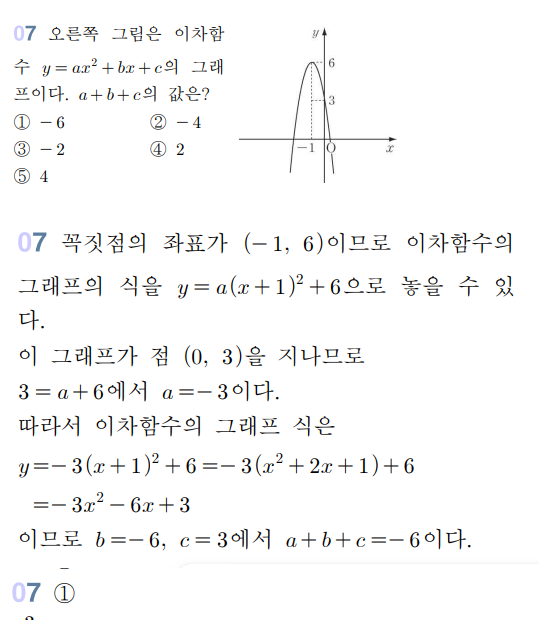 07 오른쪽 그림은 이차함
수 y=ax²+bx+c의 그래
프이다. a+b+c의 값은?
① -6 ② -4
③ -2 ④ 2
⑤ 4
y
6
3
-1 O x
07 꼭짓점의 좌표가 (-1, 6)이므로 이차함수의
그래프의 식을 y=a(x+1)²+6으로 놓을 수 있
다.
이 그래프가 점 (0, 3)을 지나므로
3=a+6에서 a=-3이다.
따라서 이차함수의 그래프 식은
y=-3(x+1)²+6=-3(x²+2x+1)+6
=-3x²-6x+3
이므로 b=-6, c=3에서 a+b+c=-6이다.
07 ①